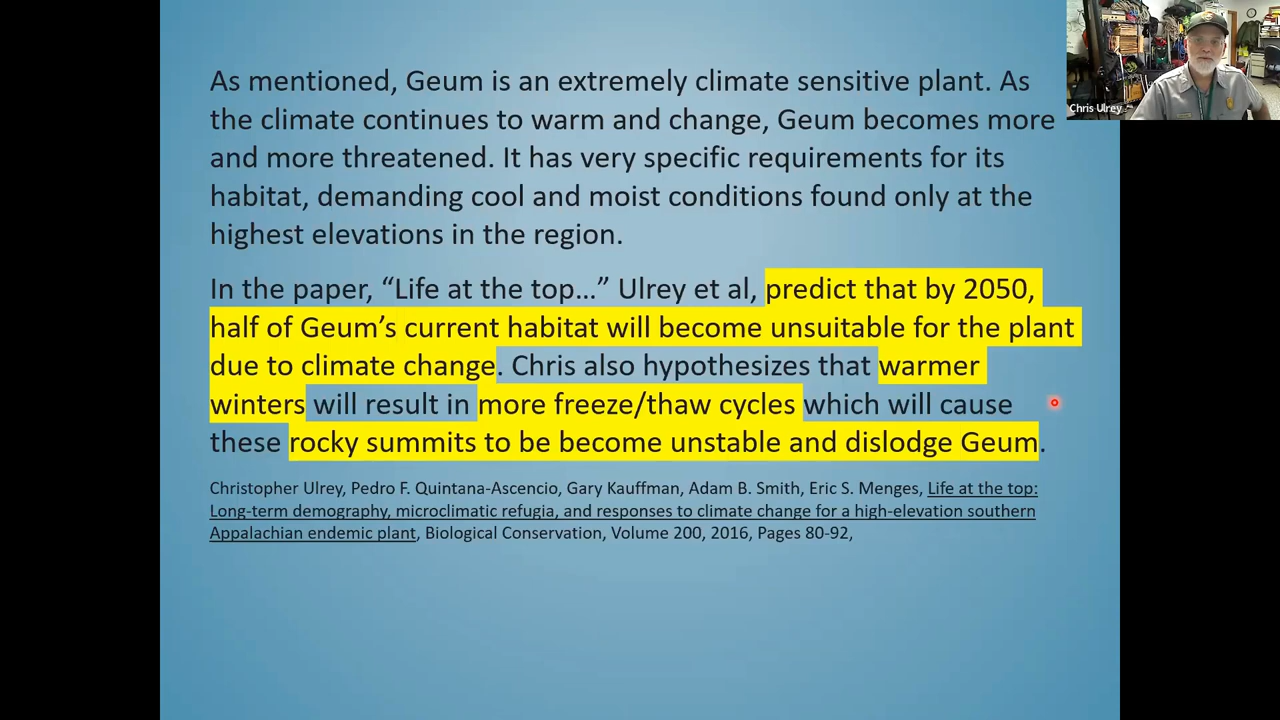 As mentioned, Geum is an extremely climate sensitive plant. As
the climate continues to warm and change, Geum becomes more
and more threatened. It has very specific requirements for its
habitat, demanding cool and moist conditions found only at the
highest elevations in the region.
In the paper, “Life at the top…” Ulrey et al, predict that by 2050,
half of Geum’s current habitat will become unsuitable for the plant
due to climate change. Chris also hypothesizes that warmer
winters will result in more freeze/thaw cycles which will cause
these rocky summits to be become unstable and dislodge Geum.
Christopher Ulrey, Pedro F. Quintana-Ascencio, Gary Kauffman, Adam B. Smith, Eric S. Menges, Life at the top:
Long-term demography, microclimatic refugia, and responses to climate change for a high-elevation southern
Appalachian endemic plant, Biological Conservation, Volume 200, 2016, Pages 80-92,
Chris Ulrey